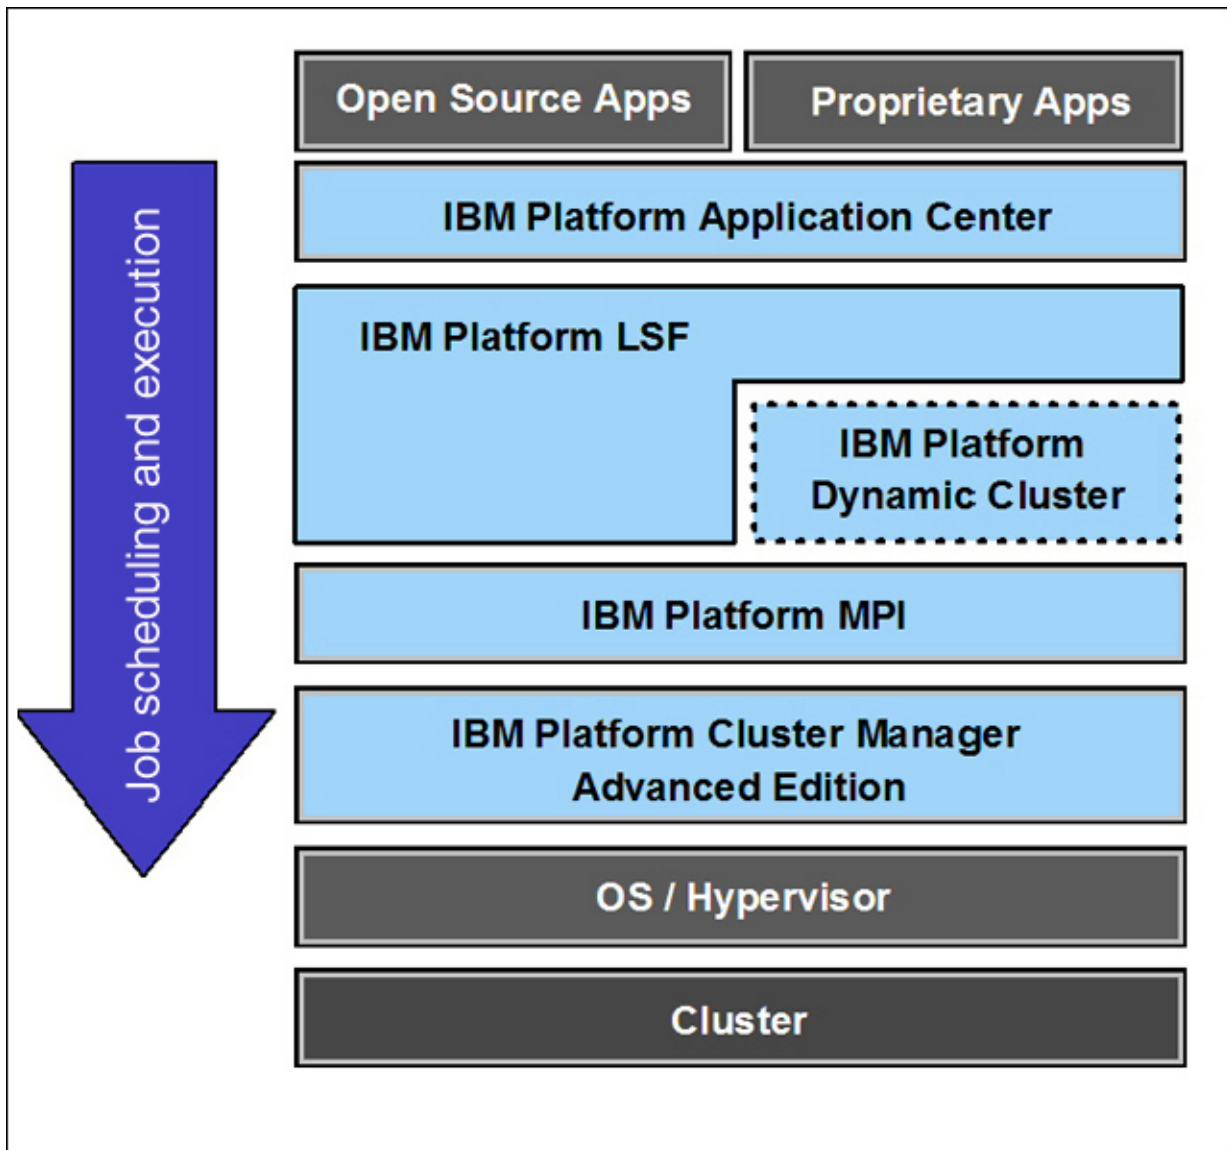 Open Source Apps
Proprietary Apps
Job scheduling and execution
IBM Platform Application Center
IBM Platform LSF
IBM Platform
Dynamic Cluster
IBM Platform MPI
IBM Platform Cluster Manager
Advanced Edition
OS / Hypervisor
Cluster